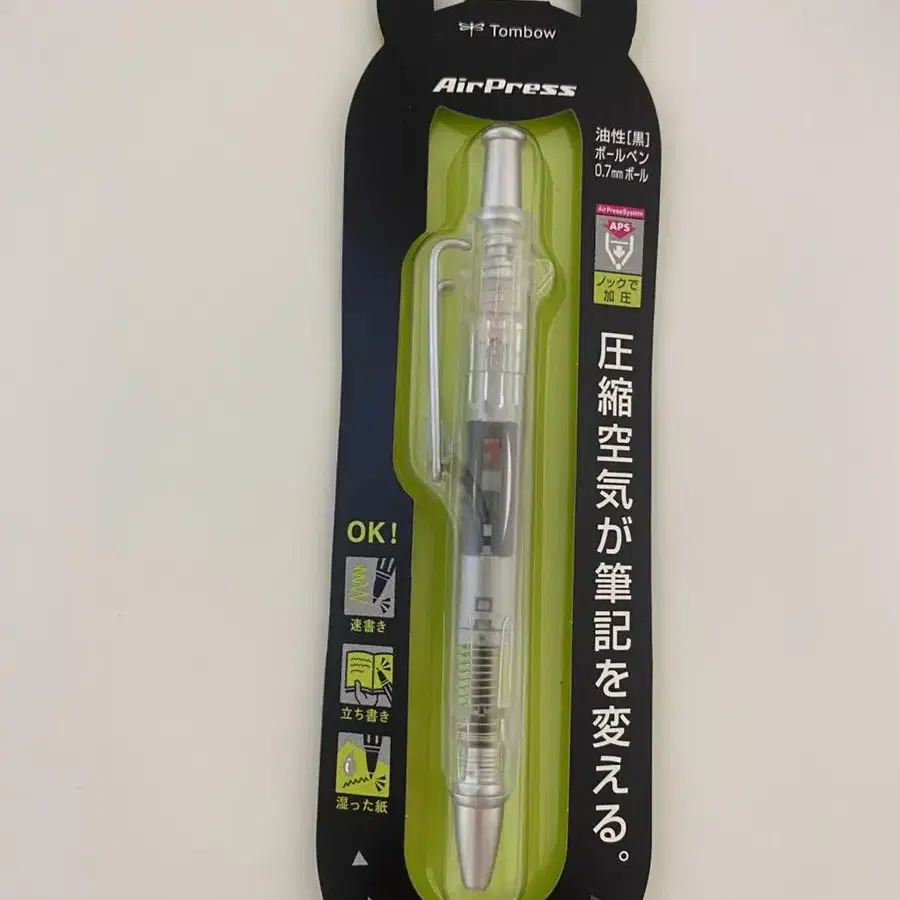 Tombow
AirPress
油性[黒]
ボールペン
0.7mmボール
AirPressSystem
APS
ノックで
加圧
圧縮空気が筆記を変える。
OK!
速書き
立ち書き
湿った紙